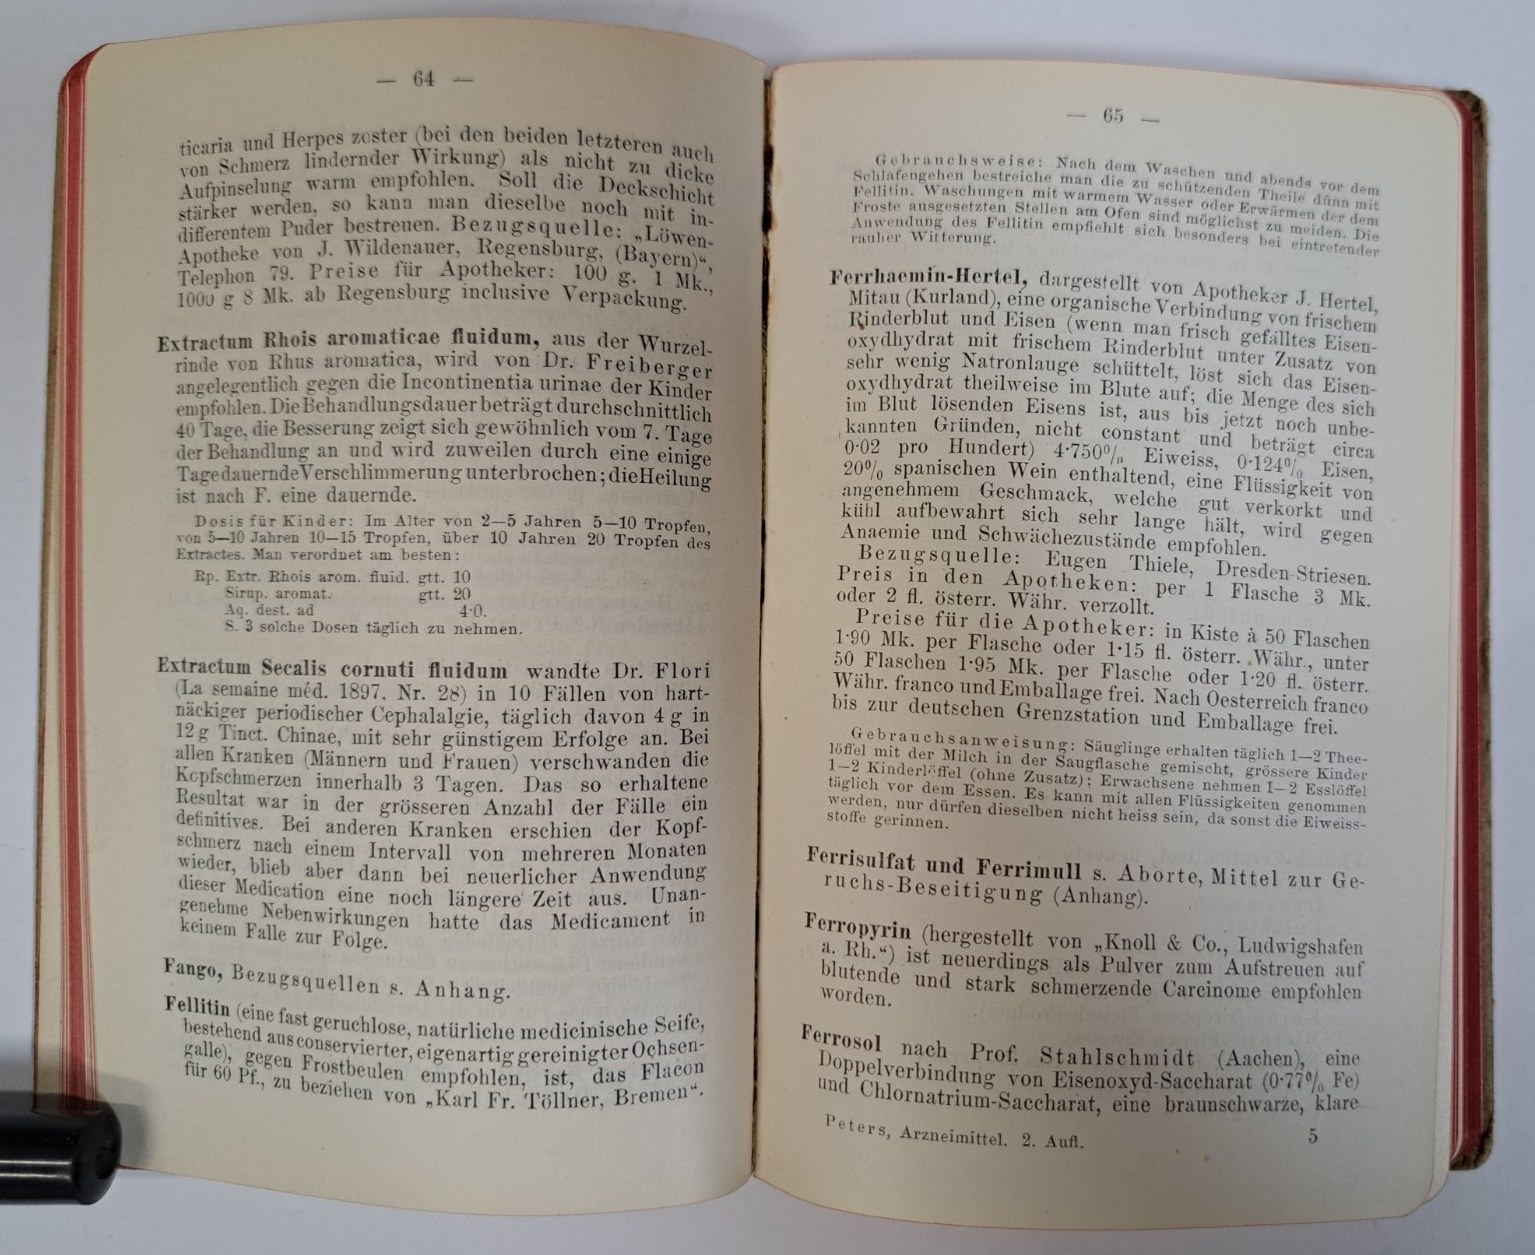 — 64 —
ticaria und Herpes zoster (bei den beiden letzteren auch
von Schmerz lindernder Wirkung) als nicht zu dicke
Aufpinselung warm empfohlen. Soll die Deckschicht
stärker werden, so kann man dieselbe noch mit in-
differentem Puder bestreuen. Bezugsquelle: „Löwen-
Apotheke von J. Wildenauer, Regensburg, (Bayern)“,
Telephon 79. Preise für Apotheker: 100 g. 1 Mk.,
1000 g 8 Mk. ab Regensburg inclusive Verpackung.
Extractum Rhois aromaticae fluidum, aus der Wurzel-
rinde von Rhus aromatica, wird von Dr. Freiberger
angelegentlich gegen die Incontinentia urinae der Kinder
empfohlen. Die Behandlungsdauer beträgt durchschnittlich
40 Tage, die Besserung zeigt sich gewöhnlich vom 7. Tage
der Behandlung an und wird zuweilen durch eine einige
Tage dauernde Verschlimmerung unterbrochen; die Heilung
ist nach F. eine dauernde.
Dosis für Kinder: Im Alter von 2—5 Jahren 5—10 Tropfen,
von 5—10 Jahren 10—15 Tropfen, über 10 Jahren 20 Tropfen des
Extractes. Man verordnet am besten:
Rp. Extr. Rhois arom. fluid. gtt. 10
Sirup. aromat. gtt. 20
Aq. dest. ad 4·0.
S. 3 solche Dosen täglich zu nehmen.
Extractum Secalis cornuti fluidum wandte Dr. Flori
(La semaine méd. 1897. Nr. 28) in 10 Fällen von hart-
näckiger periodischer Cephalalgie, täglich davon 4 g in
12 g Tinct. Chinae, mit sehr günstigem Erfolge an. Bei
allen Kranken (Männern und Frauen) verschwanden die
Kopfschmerzen innerhalb 3 Tagen. Das so erhaltene
Resultat war in der grösseren Anzahl der Fälle ein
definitives. Bei anderen Kranken erschien der Kopf-
schmerz nach einem Intervall von mehreren Monaten
wieder, blieb aber dann bei neuerlicher Anwendung
dieser Medication eine noch längere Zeit aus. Unan-
genehme Nebenwirkungen hatte das Medicament in
keinem Falle zur Folge.
Fango, Bezugsquellen s. Anhang.
Fellitin (eine fast geruchlose, natürliche medicinische Seife,
bestehend aus conservierter, eigenartig gereinigter Ochsen-
galle), gegen Frostbeulen empfohlen, ist, das Flacon
für 60 Pf., zu beziehen von „Karl Fr. Töllner, Bremen“.
— 65 —
Gebrauchsweise: Nach dem Waschen und abends vor dem
Schlafengehen bestreiche man die zu schützenden Theile dünn mit
Fellitin. Waschungen mit warmem Wasser oder Erwärmen der dem
Froste ausgesetzten Stellen am Ofen sind möglichst zu meiden. Die
Anwendung des Fellitin empfiehlt sich besonders bei eintretender
rauher Witterung.
Ferrhaemin-Hertel, dargestellt von Apotheker J. Hertel,
Mitau (Kurland), eine organische Verbindung von frischem
Rinderblut und Eisen (wenn man frisch gefälltes Eisen-
oxydhydrat mit frischem Rinderblut unter Zusatz von
sehr wenig Natronlauge schüttelt, löst sich das Eisen-
oxydhydrat theilweise im Blute auf; die Menge des sich
im Blut lösenden Eisens ist, aus bis jetzt noch unbe-
kannten Gründen, nicht constant und beträgt circa
0·02 pro Hundert) 4·750% Eiweiss, 0·124% Eisen,
20% spanischen Wein enthaltend, eine Flüssigkeit von
angenehmem Geschmack, welche gut verkorkt und
kühl aufbewahrt sich sehr lange hält, wird gegen
Anaemie und Schwächezustände empfohlen.
Bezugsquelle: Eugen Thiele, Dresden-Striesen.
Preis in den Apotheken: per 1 Flasche 3 Mk.
oder 2 fl. österr. Währ. verzollt.
Preise für die Apotheker: in Kiste à 50 Flaschen
1·90 Mk. per Flasche oder 1·15 fl. österr. Währ., unter
50 Flaschen 1·95 Mk. per Flasche oder 1·20 fl. österr.
Währ. franco und Emballage frei. Nach Oesterreich franco
bis zur deutschen Grenzstation und Emballage frei.
Gebrauchsanweisung: Säuglinge erhalten täglich 1—2 Thee-
löffel mit der Milch in der Saugflasche gemischt, grössere Kinder
1—2 Kinderlöffel (ohne Zusatz); Erwachsene nehmen 1—2 Esslöffel
täglich vor dem Essen. Es kann mit allen Flüssigkeiten genommen
werden, nur dürfen dieselben nicht heiss sein, da sonst die Eiweiss-
stoffe gerinnen.
Ferrisulfat und Ferrimull s. Aborte, Mittel zur Ge-
ruchs-Beseitigung (Anhang).
Ferropyrin (hergestellt von „Knoll & Co., Ludwigshafen
a. Rh.“) ist neuerdings als Pulver zum Aufstreuen auf
blutende und stark schmerzende Carcinome empfohlen
worden.
Ferrosol nach Prof. Stahlschmidt (Aachen), eine
Doppelverbindung von Eisenoxyd-Saccharat (0·77% Fe)
und Chlornatrium-Saccharat, eine braunschwarze, klare
Peters, Arzneimittel. 2. Aufl. 5